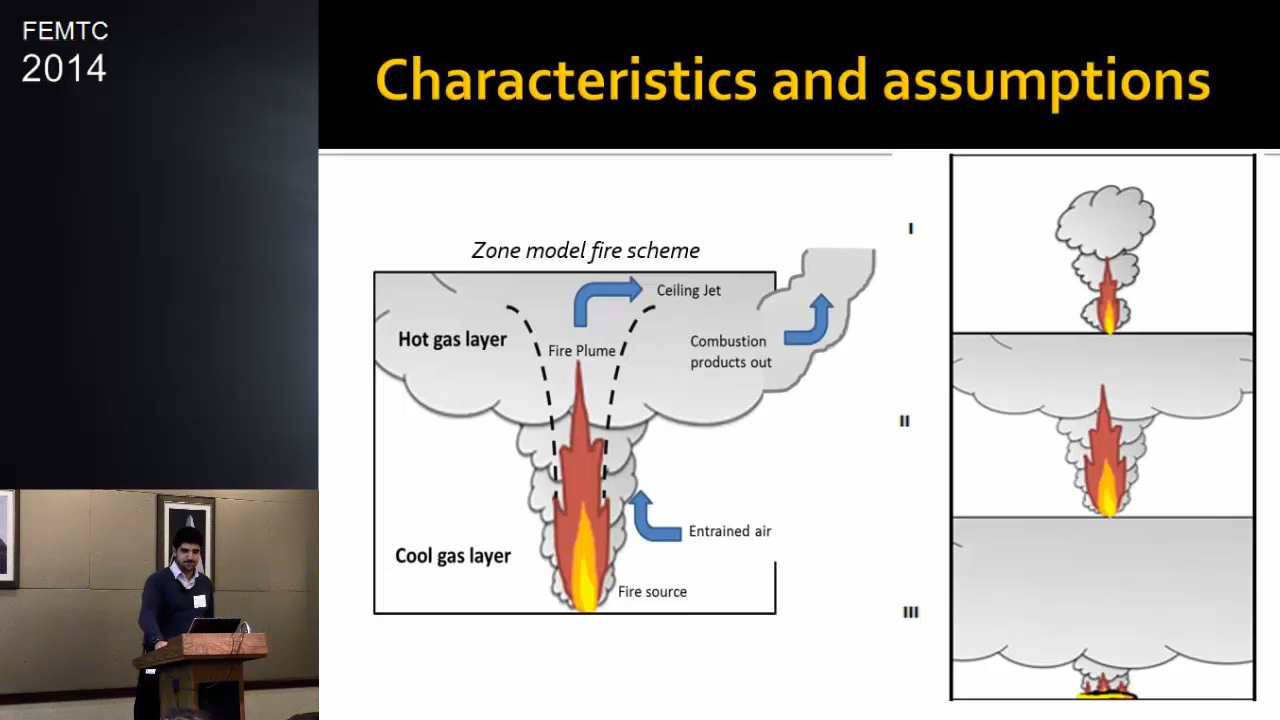 FEMTC
2014
Characteristics and assumptions
Zone model fire scheme
Ceiling Jet
Hot gas layer
Fire Plume
Combustion
products out
Entrained air
Cool gas layer
Fire source
I
II
III